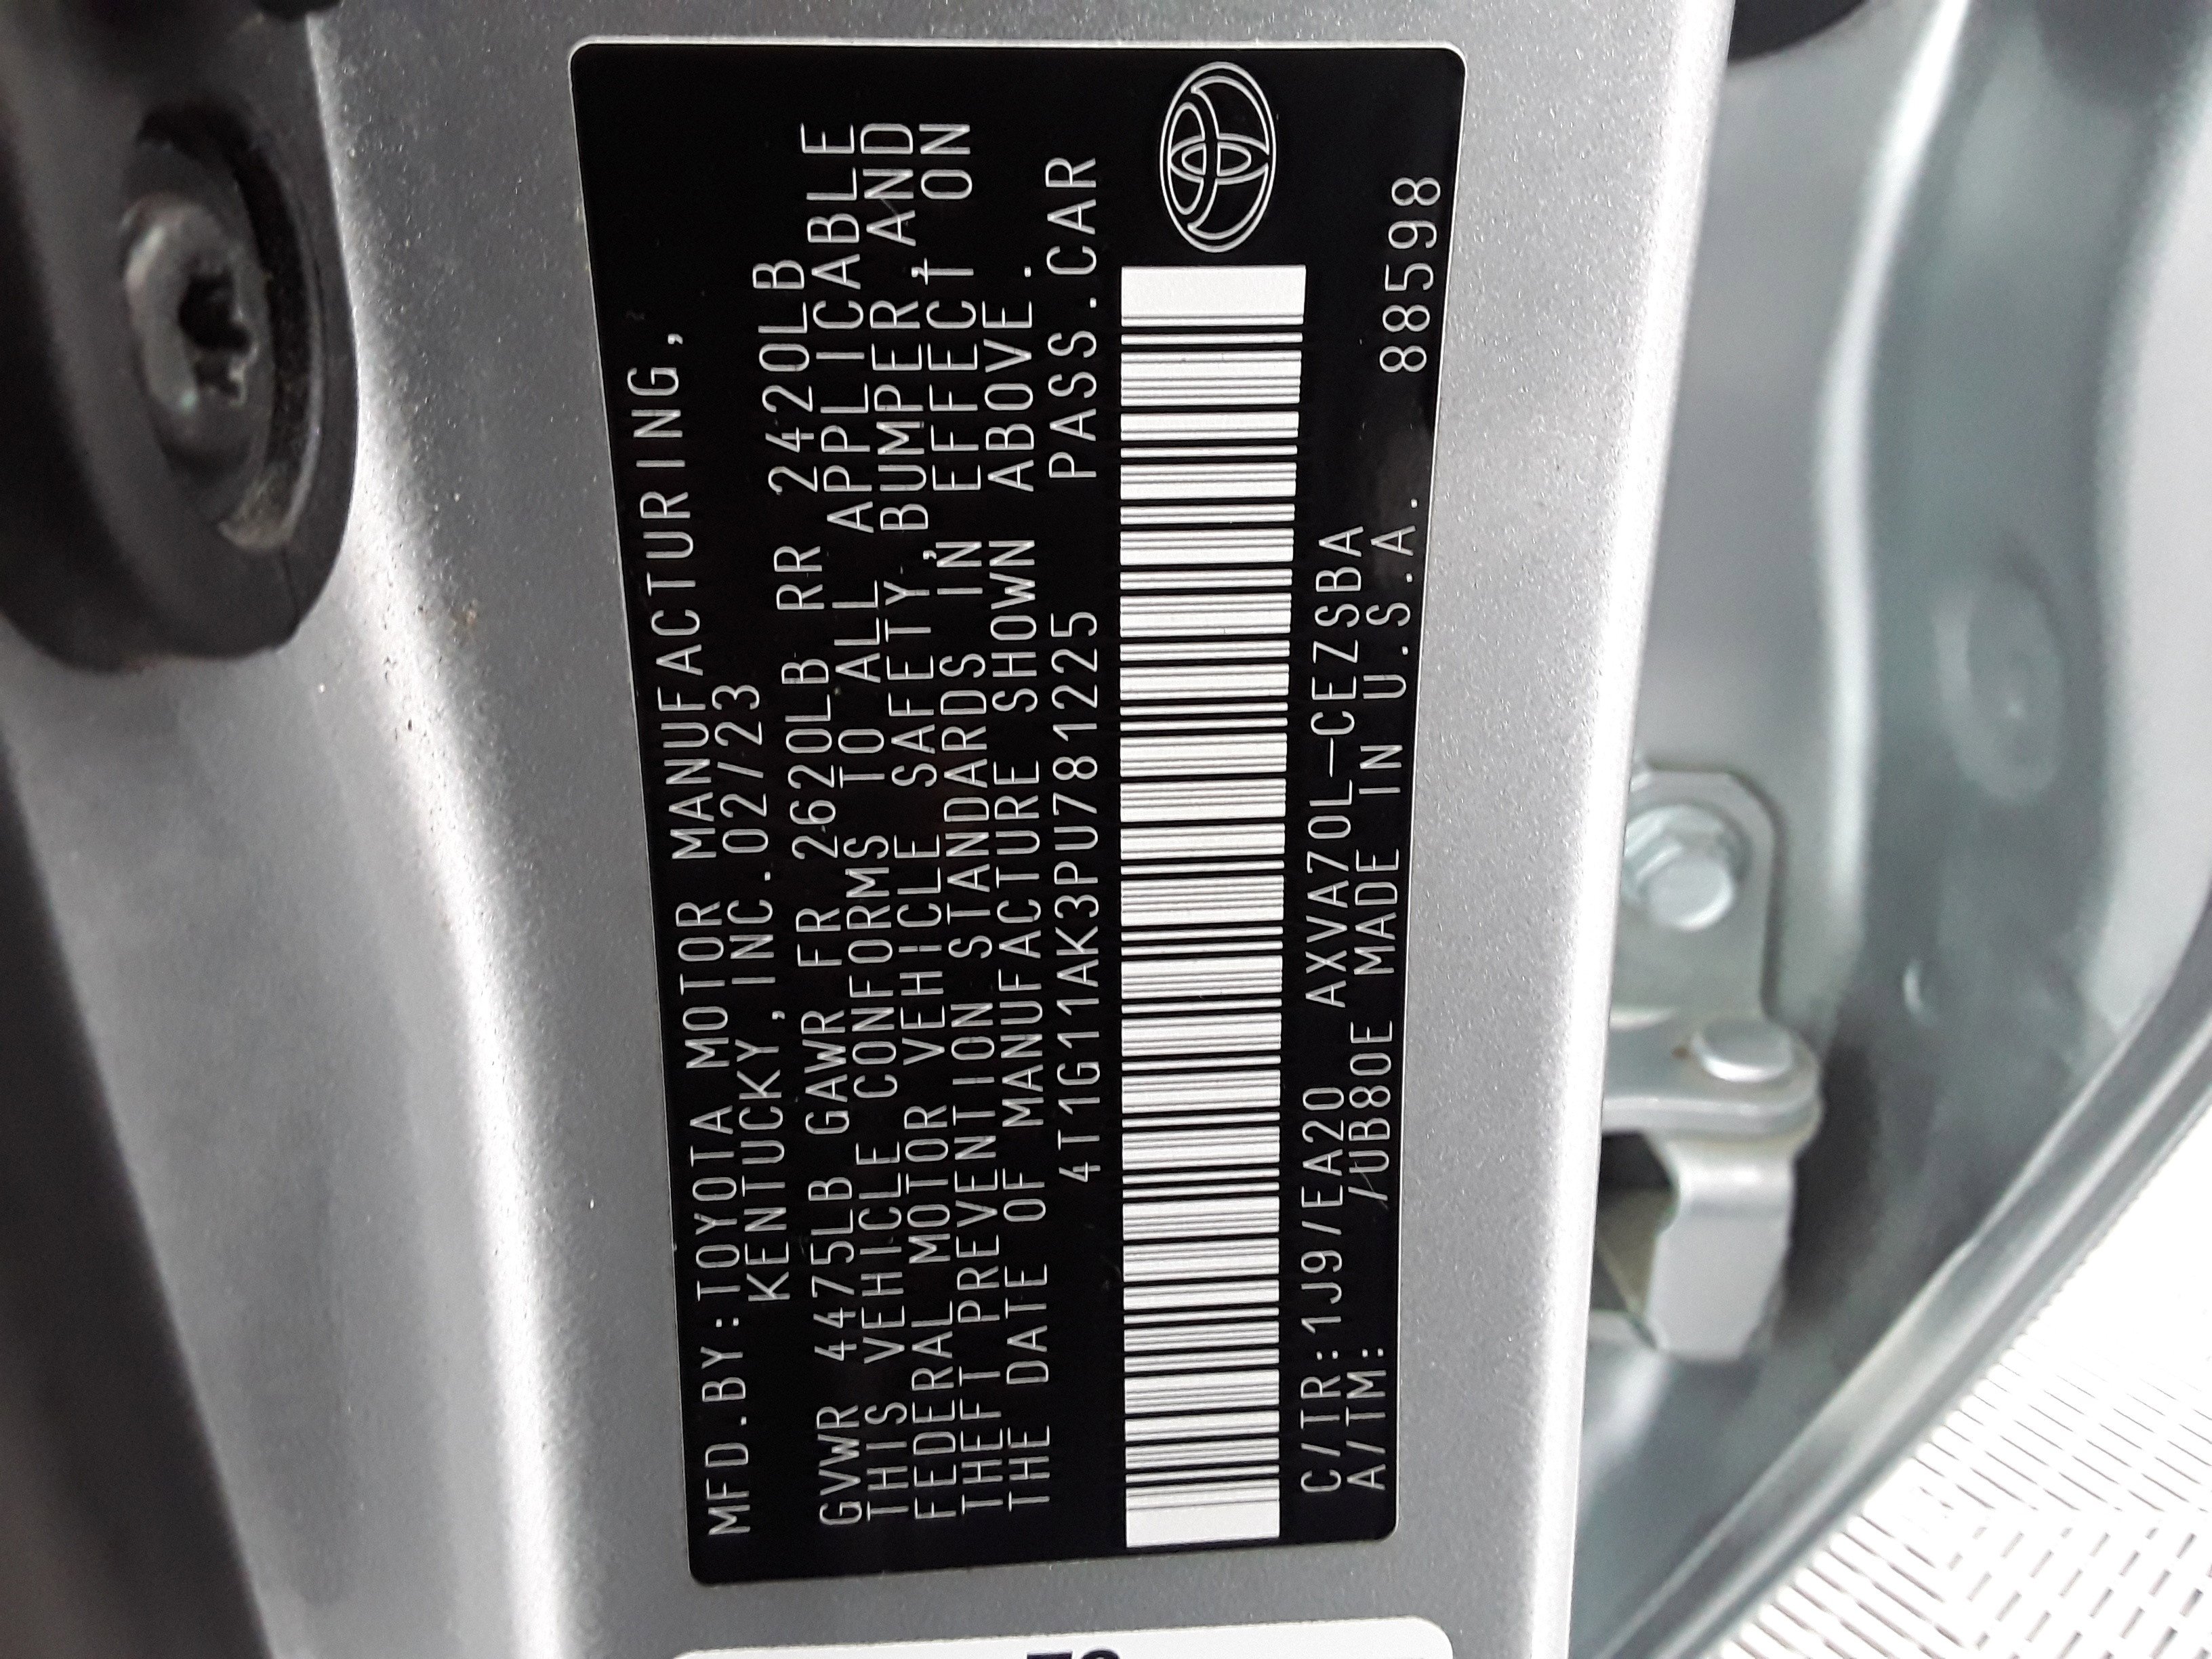 MFD.BY:TOYOTA MOTOR MANUFACTURING,
KENTUCKY, INC.02/23
GVWR 4475LB GAWR FR 2620LB RR 2420LB
THIS VEHICLE CONFORMS TO ALL APPLICABLE
FEDERAL MOTOR VEHICLE SAFETY, BUMPER, AND
THEFT PREVENTION STANDARDS IN EFFECT ON
THE DATE OF MANUFACTURE SHOWN ABOVE.
4T1G11AK3PU781225 PASS.CAR
C/TR:1J9/EA20 AXVA70L-CEZSBA
A/TM: /UB80E MADE IN U.S.A. 88598